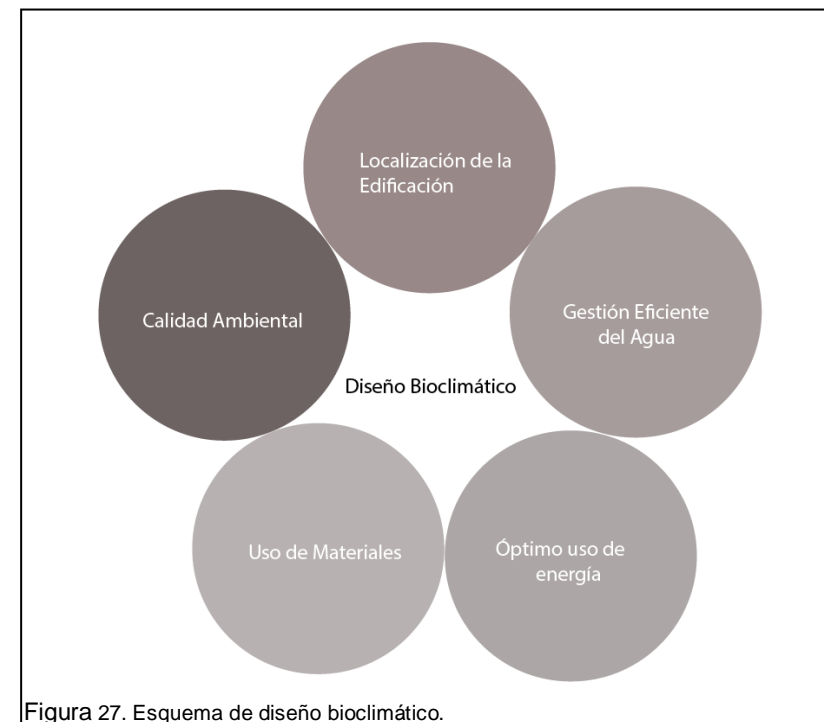 Localización de la
Edificación
Gestión Eficiente
del Agua
Calidad Ambiental
Diseño Bioclimático
Uso de Materiales
Óptimo uso de
energía
Figura 27. Esquema de diseño bioclimático.